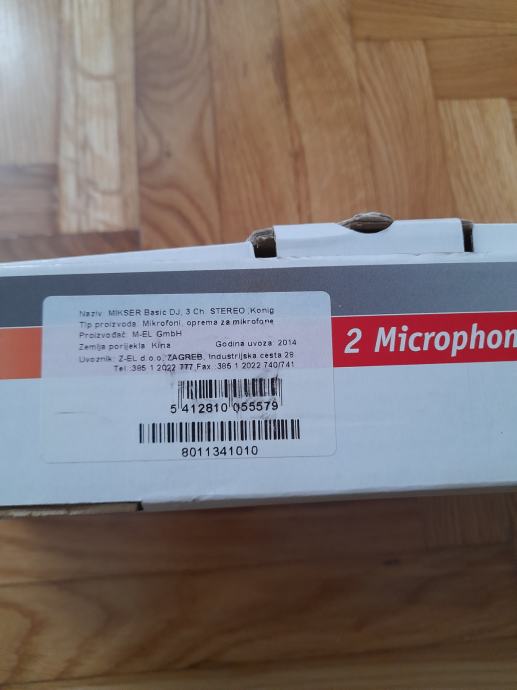 Naziv: MIKSER Basic DJ, 3 Ch. STEREO ,Konig
Tip proizvoda: Mikrofoni, oprema za mikrofone
Proizvođač: M-EL GmbH
Zemlja porijekla: Kina Godina uvoza: 2014
Uvoznik: Z-EL d.o.o, ZAGREB, Industrijska cesta 28
Tel.:385 1 2022 777,Fax.:385 1 2022 740/741
5 412810 055579
8011341010
2 Microphon